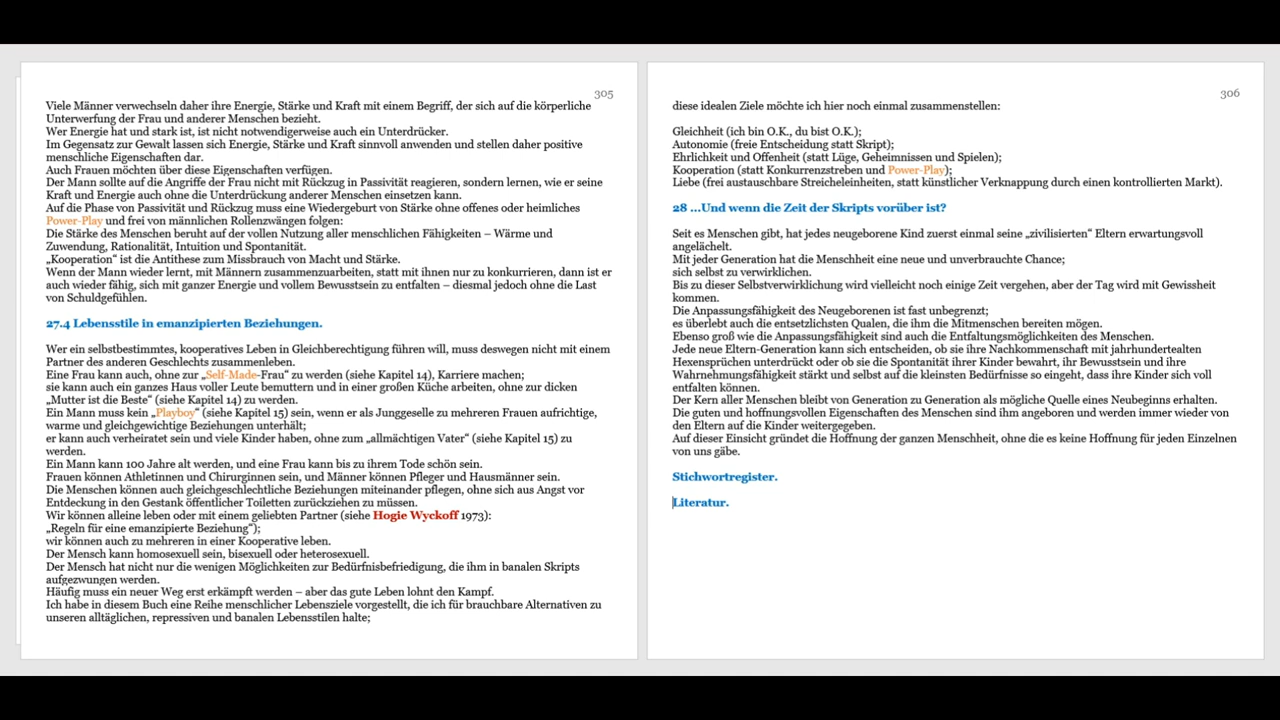 305
Viele Männer verwechseln daher ihre Energie, Stärke und Kraft mit einem Begriff, der sich auf die körperliche
Unterwerfung der Frau und anderer Menschen bezieht.
Wer Energie hat und stark ist, ist nicht notwendigerweise auch ein Unterdrücker.
Im Gegensatz zur Gewalt lassen sich Energie, Stärke und Kraft sinnvoll anwenden und stellen daher positive
menschliche Eigenschaften dar.
Auch Frauen möchten über diese Eigenschaften verfügen.
Der Mann sollte auf die Angriffe der Frau nicht mit Rückzug in Passivität reagieren, sondern lernen, wie er seine
Kraft und Energie auch ohne die Unterdrückung anderer Menschen einsetzen kann.
Auf die Phase von Passivität und Rückzug muss eine Wiedergeburt von Stärke ohne offenes oder heimliches
Power-Play und frei von männlichen Rollenzwängen folgen:
Die Stärke des Menschen beruht auf der vollen Nutzung aller menschlichen Fähigkeiten – Wärme und
Zuwendung, Rationalität, Intuition und Spontanität.
„Kooperation“ ist die Antithese zum Missbrauch von Macht und Stärke.
Wenn der Mann wieder lernt, mit Männern zusammenzuarbeiten, statt mit ihnen nur zu konkurrieren, dann ist er
auch wieder fähig, sich mit ganzer Energie und vollem Bewusstsein zu entfalten – diesmal jedoch ohne die Last
von Schuldgefühlen.
27.4 Lebensstile in emanzipierten Beziehungen.
Wer ein selbstbestimmtes, kooperatives Leben in Gleichberechtigung führen will, muss deswegen nicht mit einem
Partner des anderen Geschlechts zusammenleben.
Eine Frau kann auch, ohne zur „Self-Made-Frau“ zu werden (siehe Kapitel 14), Karriere machen;
sie kann auch ein ganzes Haus voller Leute bemuttern und in einer großen Küche arbeiten, ohne zur dicken
„Mutter ist die Beste“ (siehe Kapitel 14) zu werden.
Ein Mann muss kein „Playboy“ (siehe Kapitel 15) sein, wenn er als Junggeselle zu mehreren Frauen aufrichtige,
warme und gleichgewichtige Beziehungen unterhält;
er kann auch verheiratet sein und viele Kinder haben, ohne zum „allmächtigen Vater“ (siehe Kapitel 15) zu
werden.
Ein Mann kann 100 Jahre alt werden, und eine Frau kann bis zu ihrem Tode schön sein.
Frauen können Athletinnen und Chirurginnen sein, und Männer können Pfleger und Hausmänner sein.
Die Menschen können auch gleichgeschlechtliche Beziehungen miteinander pflegen, ohne sich aus Angst vor
Entdeckung in den Gestank öffentlicher Toiletten zurückziehen zu müssen.
Wir können alleine leben oder mit einem geliebten Partner (siehe Hogie Wyckoff 1973):
„Regeln für eine emanzipierte Beziehung“);
wir können auch zu mehreren in einer Kooperative leben.
Der Mensch kann homosexuell sein, bisexuell oder heterosexuell.
Der Mensch hat nicht nur die wenigen Möglichkeiten zur Bedürfnisbefriedigung, die ihm in banalen Skripts
aufgezwungen werden.
Häufig muss ein neuer Weg erst erkämpft werden – aber das gute Leben lohnt den Kampf.
Ich habe in diesem Buch eine Reihe menschlicher Lebensziele vorgestellt, die ich für brauchbare Alternativen zu
unseren alltäglichen, repressiven und banalen Lebensstilen halte;
306
diese idealen Ziele möchte ich hier noch einmal zusammenstellen:
Gleichheit (ich bin O.K., du bist O.K.);
Autonomie (freie Entscheidung statt Skript);
Ehrlichkeit und Offenheit (statt Lüge, Geheimnissen und Spielen);
Kooperation (statt Konkurrenzstreben und Power-Play);
Liebe (frei austauschbare Streicheleinheiten, statt künstlicher Verknappung durch einen kontrollierten Markt).
28 ...Und wenn die Zeit der Skripts vorüber ist?
Seit es Menschen gibt, hat jedes neugeborene Kind zuerst einmal seine „zivilisierten“ Eltern erwartungsvoll
angelächelt.
Mit jeder Generation hat die Menschheit eine neue und unverbrauchte Chance;
sich selbst zu verwirklichen.
Bis zu dieser Selbstverwirklichung wird vielleicht noch einige Zeit vergehen, aber der Tag wird mit Gewissheit
kommen.
Die Anpassungsfähigkeit des Neugeborenen ist fast unbegrenzt;
es überlebt auch die entsetzlichsten Qualen, die ihm die Mitmenschen bereiten mögen.
Ebenso groß wie die Anpassungsfähigkeit sind auch die Entfaltungsmöglichkeiten des Menschen.
Jede neue Eltern-Generation kann sich entscheiden, ob sie ihre Nachkommenschaft mit jahrhundertealten
Hexensprüchen unterdrückt oder ob sie die Spontanität ihrer Kinder bewahrt, ihr Bewusstsein und ihre
Wahrnehmungsfähigkeit stärkt und selbst auf die kleinsten Bedürfnisse so eingeht, dass ihre Kinder sich voll
entfalten können.
Der Kern aller Menschen bleibt von Generation zu Generation als mögliche Quelle eines Neubeginns erhalten.
Die guten und hoffnungsvollen Eigenschaften des Menschen sind ihm angeboren und werden immer wieder von
den Eltern auf die Kinder weitergegeben.
Auf dieser Einsicht gründet die Hoffnung der ganzen Menschheit, ohne die es keine Hoffnung für jeden Einzelnen
von uns gäbe.
Stichwortregister.
Literatur.